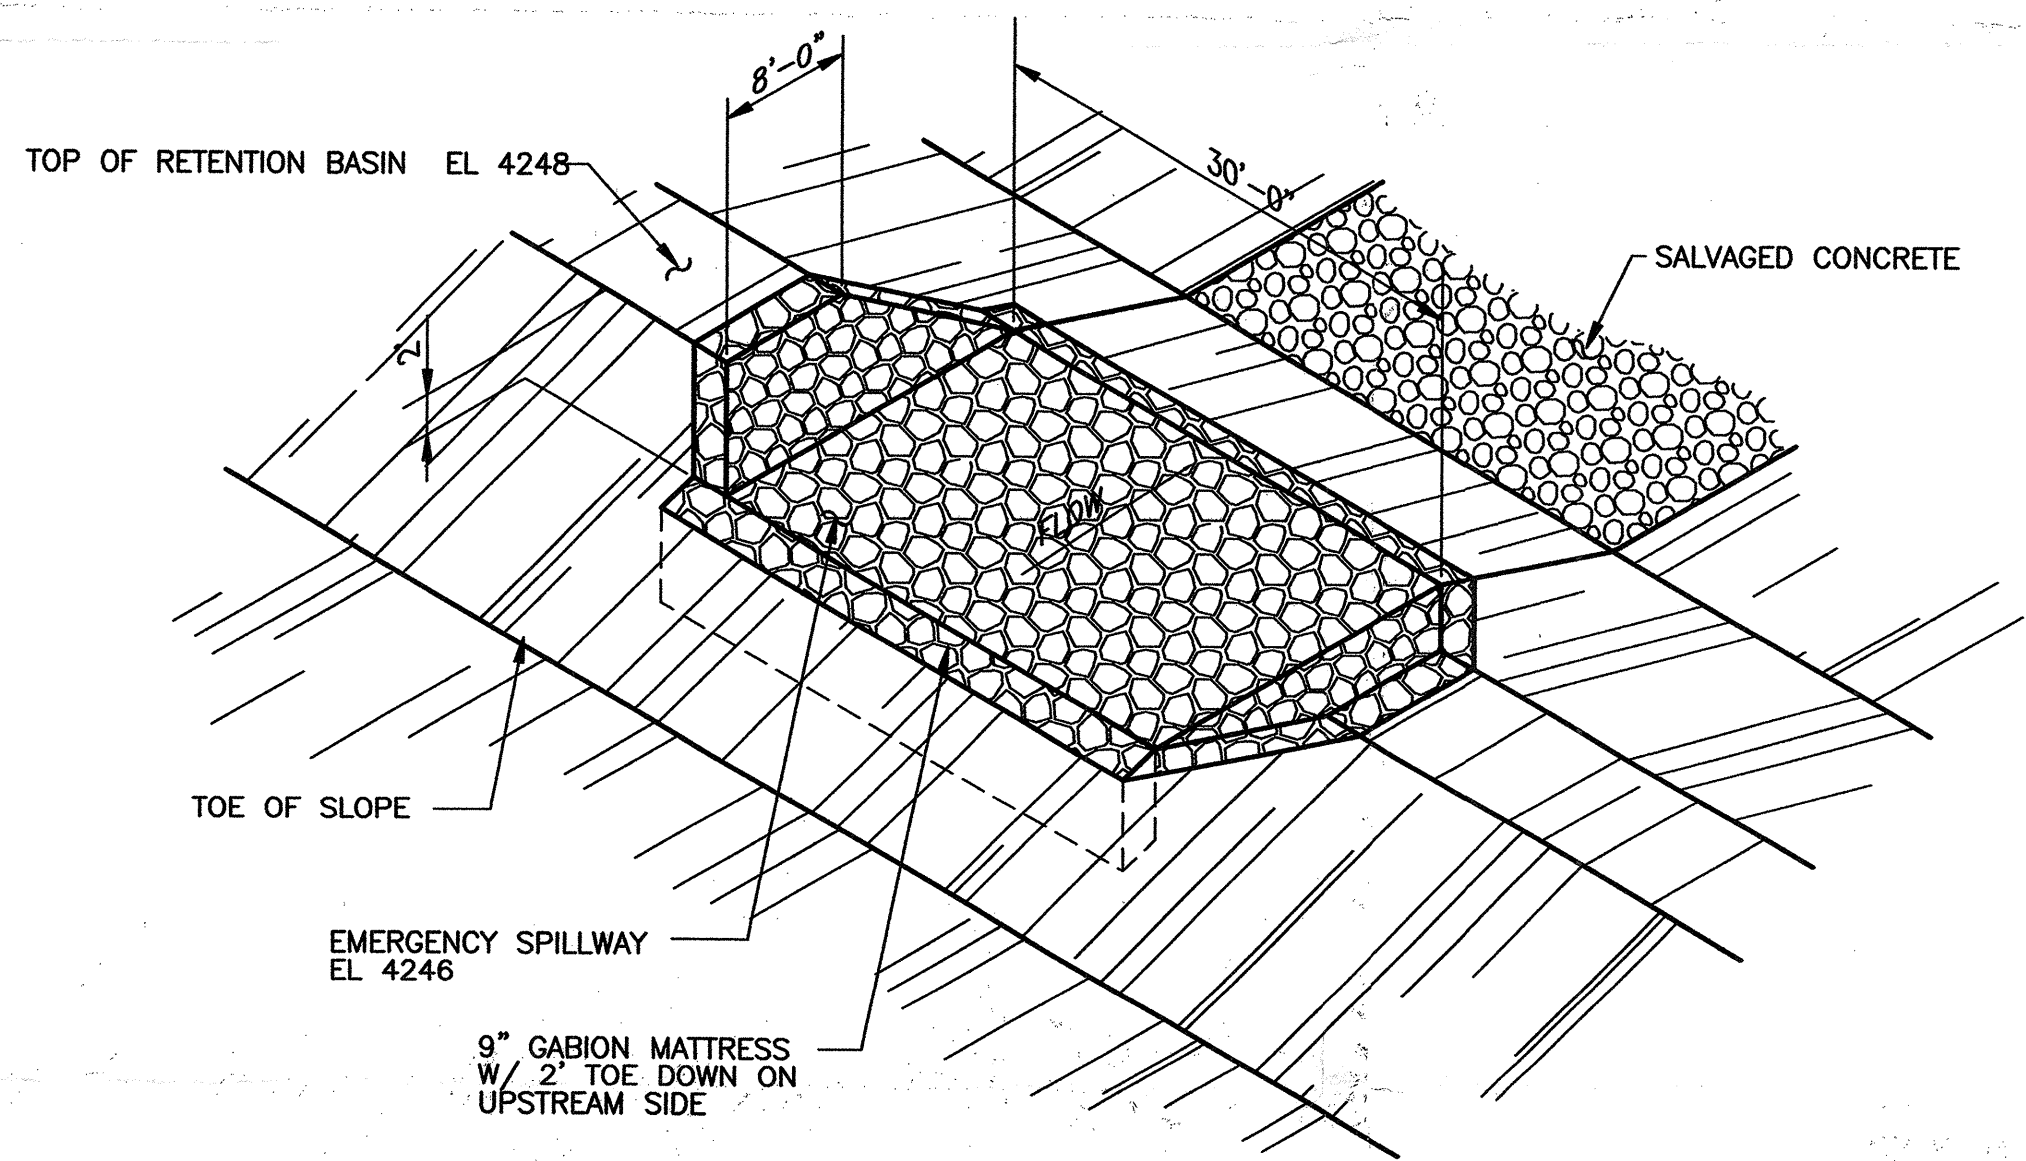 8'-0"
TOP OF RETENTION BASIN EL 4248
30'-0"
SALVAGED CONCRETE
2'
FLOW
TOE OF SLOPE
EMERGENCY SPILLWAY
EL 4246
9" GABION MATTRESS
W/ 2' TOE DOWN ON
UPSTREAM SIDE